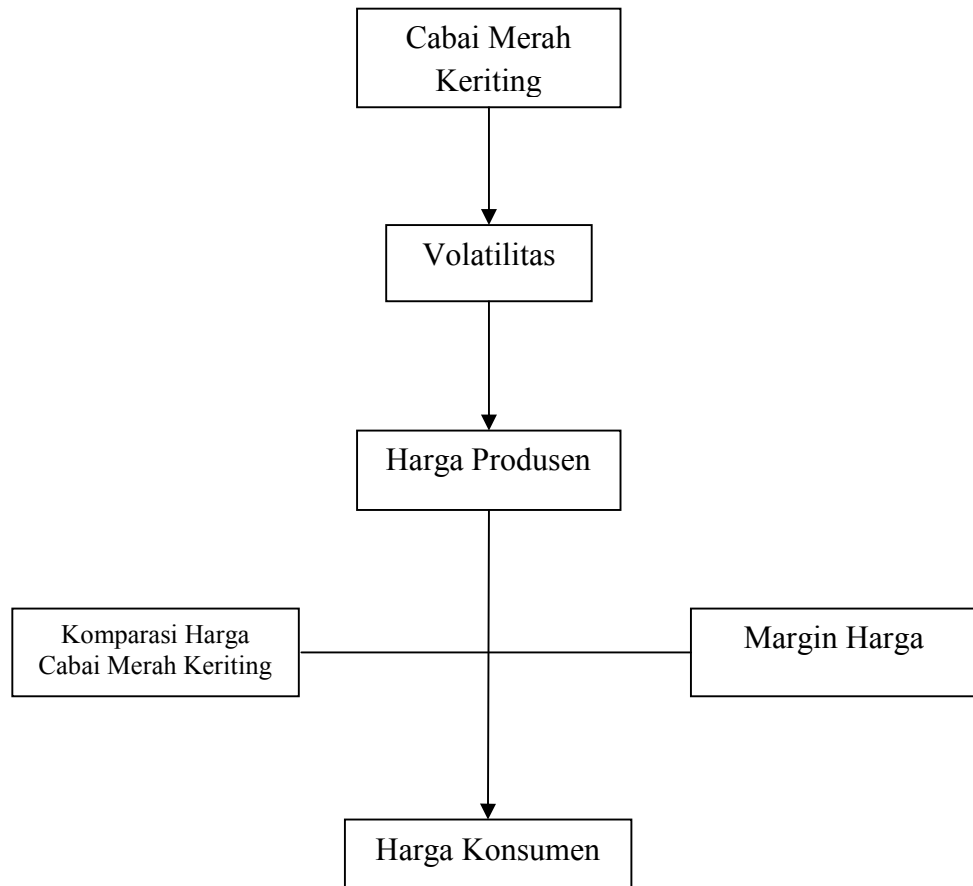 Cabai Merah
Keriting
Volatilitas
Harga Produsen
Komparasi Harga
Cabai Merah Keriting
Margin Harga
Harga Konsumen